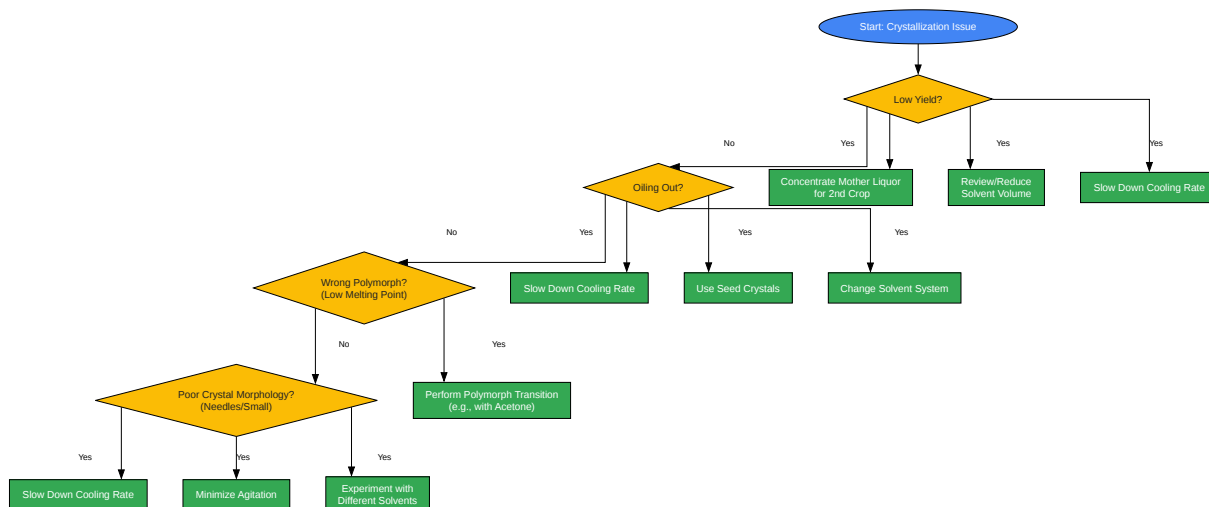 Start: Crystallization Issue
Low Yield?
No
Yes
Yes
Yes
Oiling Out?
Concentrate Mother Liquor
for 2nd Crop
Review/Reduce
Solvent Volume
Slow Down Cooling Rate
No
Yes
Yes
Yes
Wrong Polymorph?
(Low Melting Point)
Slow Down Cooling Rate
Use Seed Crystals
Change Solvent System
No
Yes
Poor Crystal Morphology?
(Needles/Small)
Perform Polymorph Transition
(e.g., with Acetone)
Yes
Yes
Yes
Slow Down Cooling Rate
Minimize Agitation
Experiment with
Different Solvents